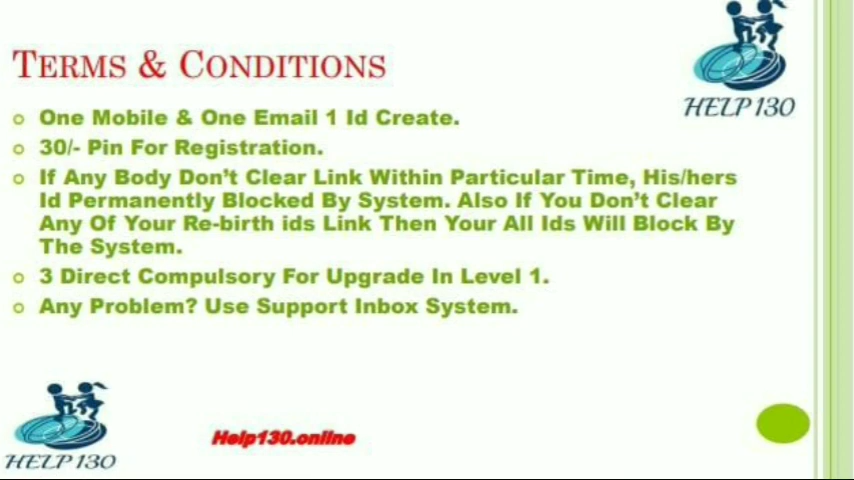 HELP 130
TERMS & CONDITIONS
One Mobile & One Email 1 Id Create.
30/- Pin For Registration.
If Any Body Don't Clear Link Within Particular Time, His/hers
Id Permanently Blocked By System. Also If You Don't Clear
Any Of Your Re-birth ids Link Then Your All Ids Will Block By
The System.
3 Direct Compulsory For Upgrade In Level 1.
Any Problem? Use Support Inbox System.
Help130.online
HELP 130